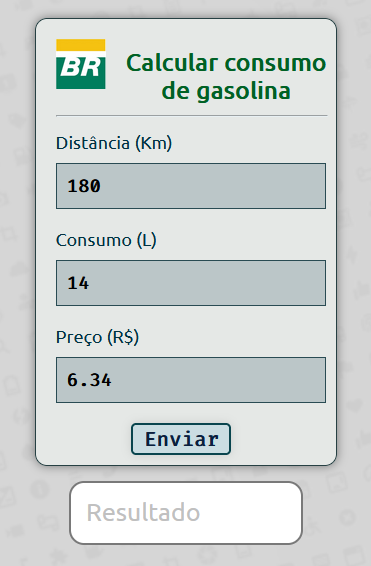 BR
Calcular consumo
de gasolina
Distância (Km)
180
Consumo (L)
14
Preço (R$)
6.34
Enviar
Resultado